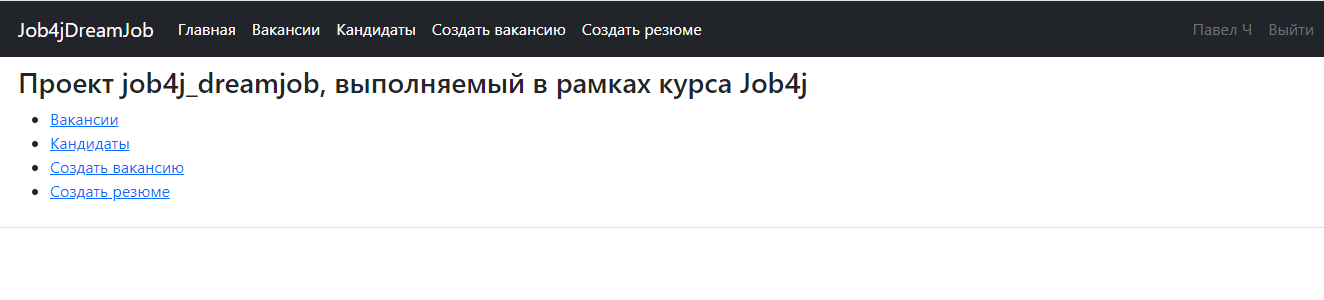 Job4jDreamJob Главная Вакансии Кандидаты Создать вакансию Создать резюме Павел Ч Выйти
Проект job4j_dreamjob, выполняемый в рамках курса Job4j
Вакансии
Кандидаты
Создать вакансию
Создать резюме